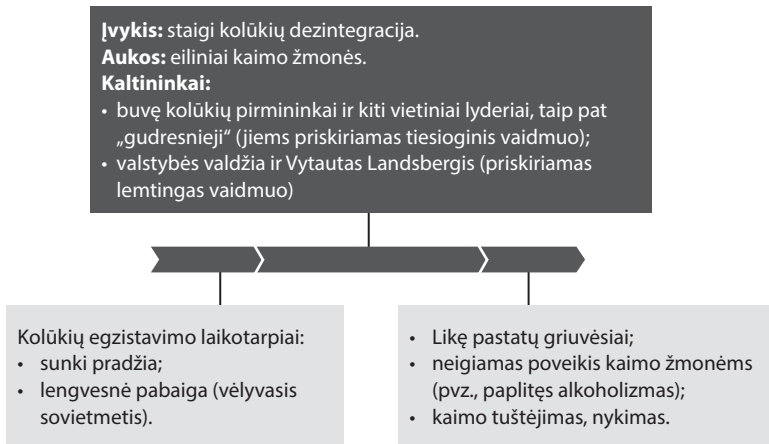 Įvykis: staigi kolūkių dezintegracija.
Aukos: eiliniai kaimo žmonės.
Kaltininkai:
• buvę kolūkių pirmininkai ir kiti vietiniai lyderiai, taip pat
„gudresnieji“ (jiems priskiriamas tiesioginis vaidmuo);
• valstybės valdžia ir Vytautas Landsbergis (priskiriamas
lemtingas vaidmuo)
Kolūkių egzistavimo laikotarpiai:
• sunki pradžia;
• lengvesnė pabaiga (vėlyvasis
sovietmetis).
• Likę pastatų griuvėsiai;
• neigiamas poveikis kaimo žmonėms
(pvz., paplitęs alkoholizmas);
• kaimo tuštėjimas, nykimas.